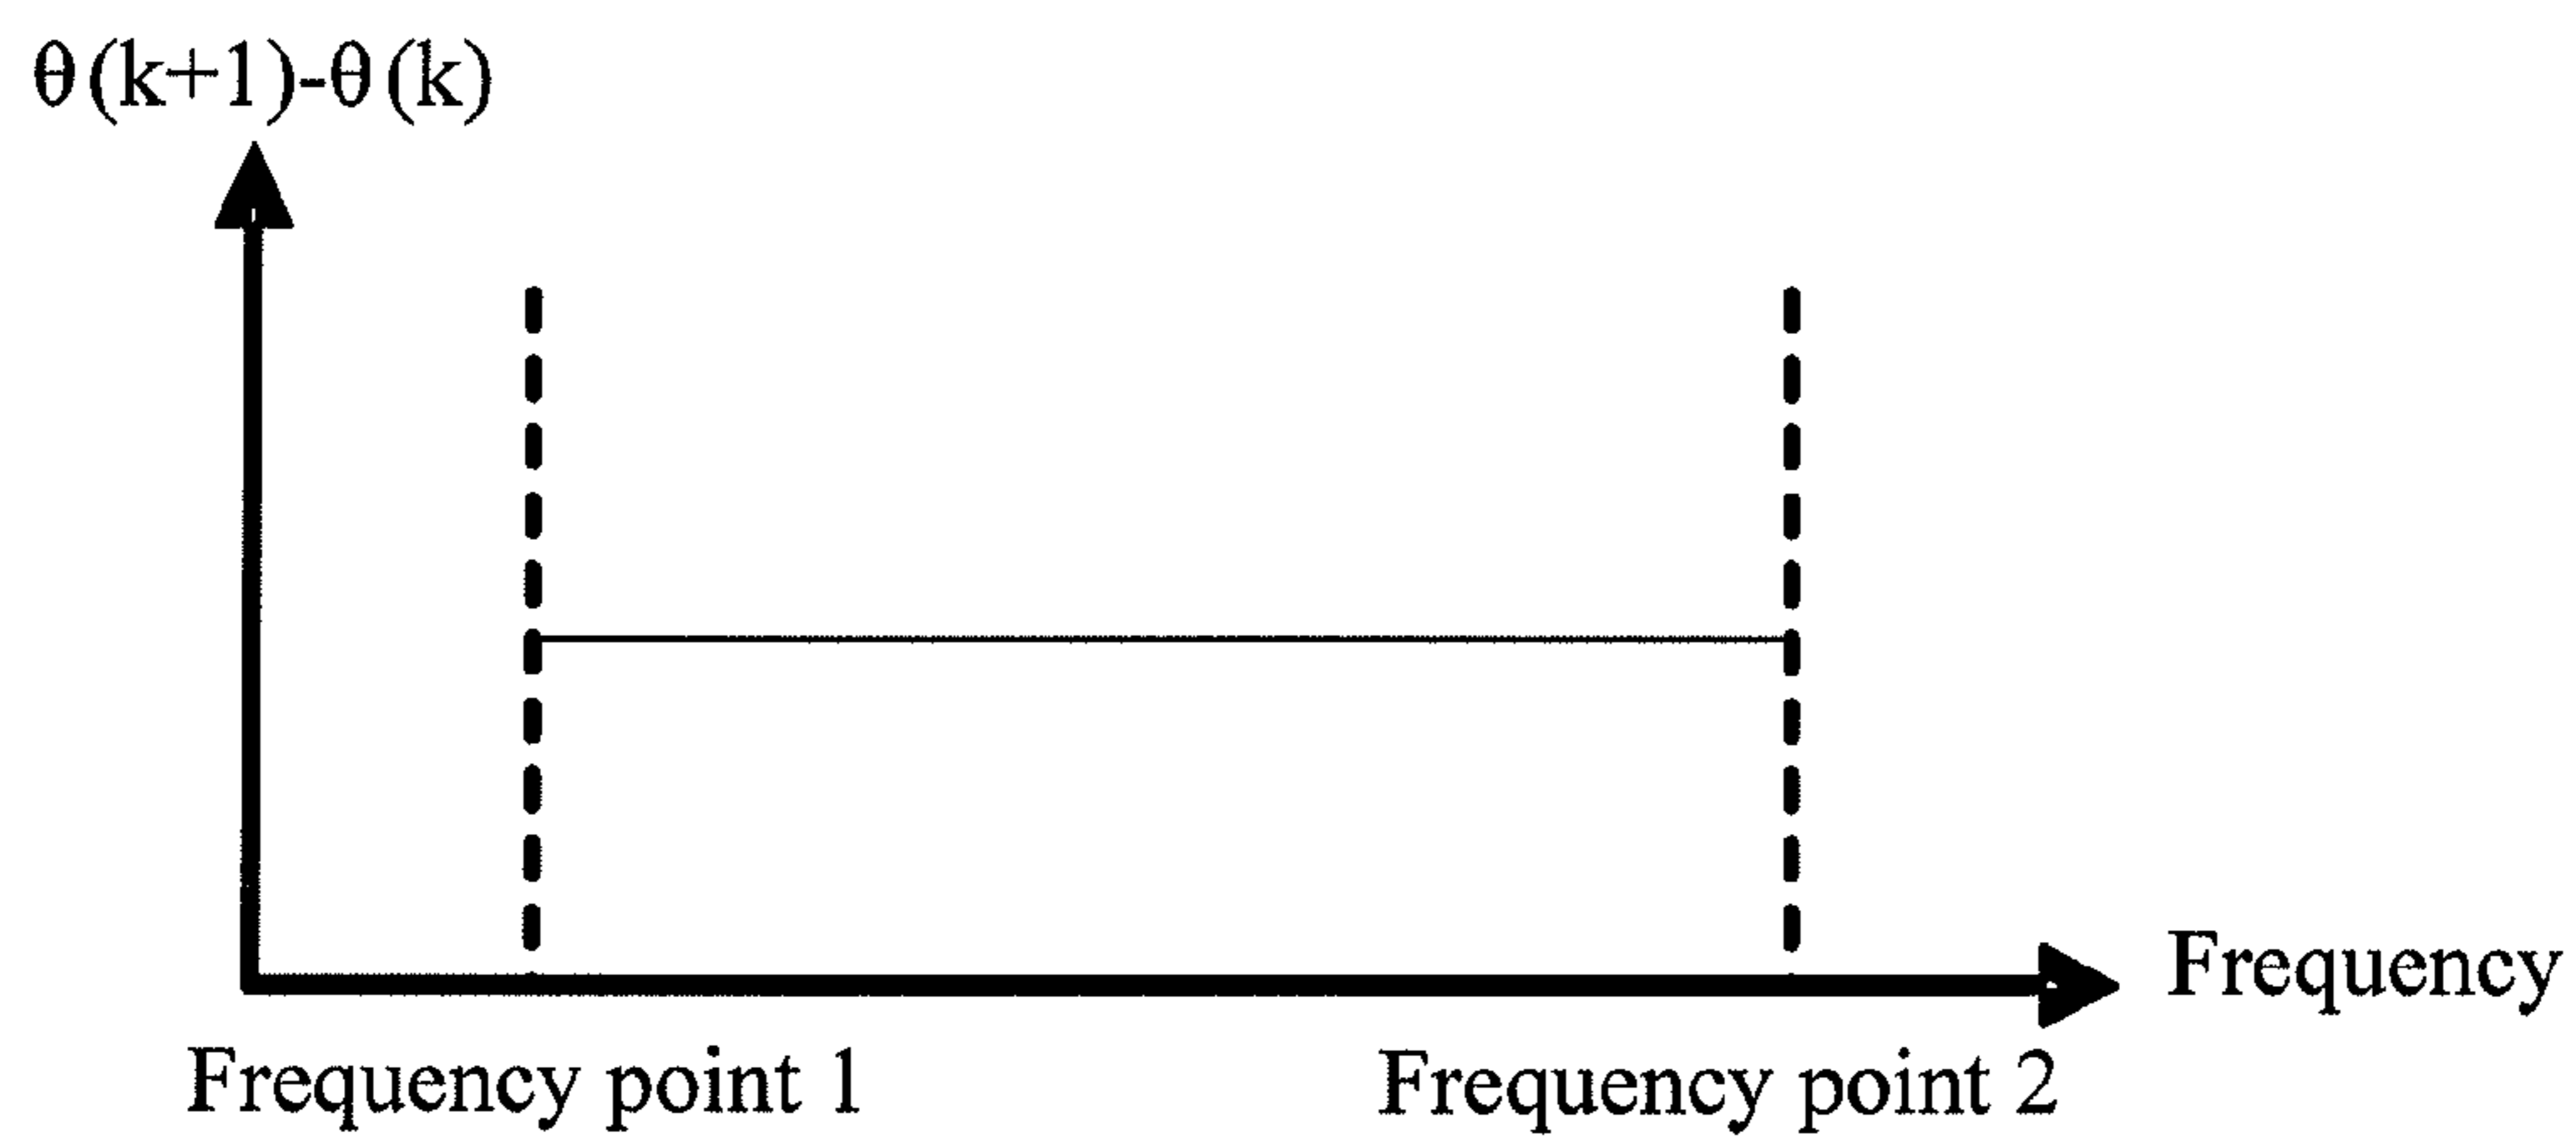 θ(k+1)-θ(k)
Frequency
Frequency point 1
Frequency point 2